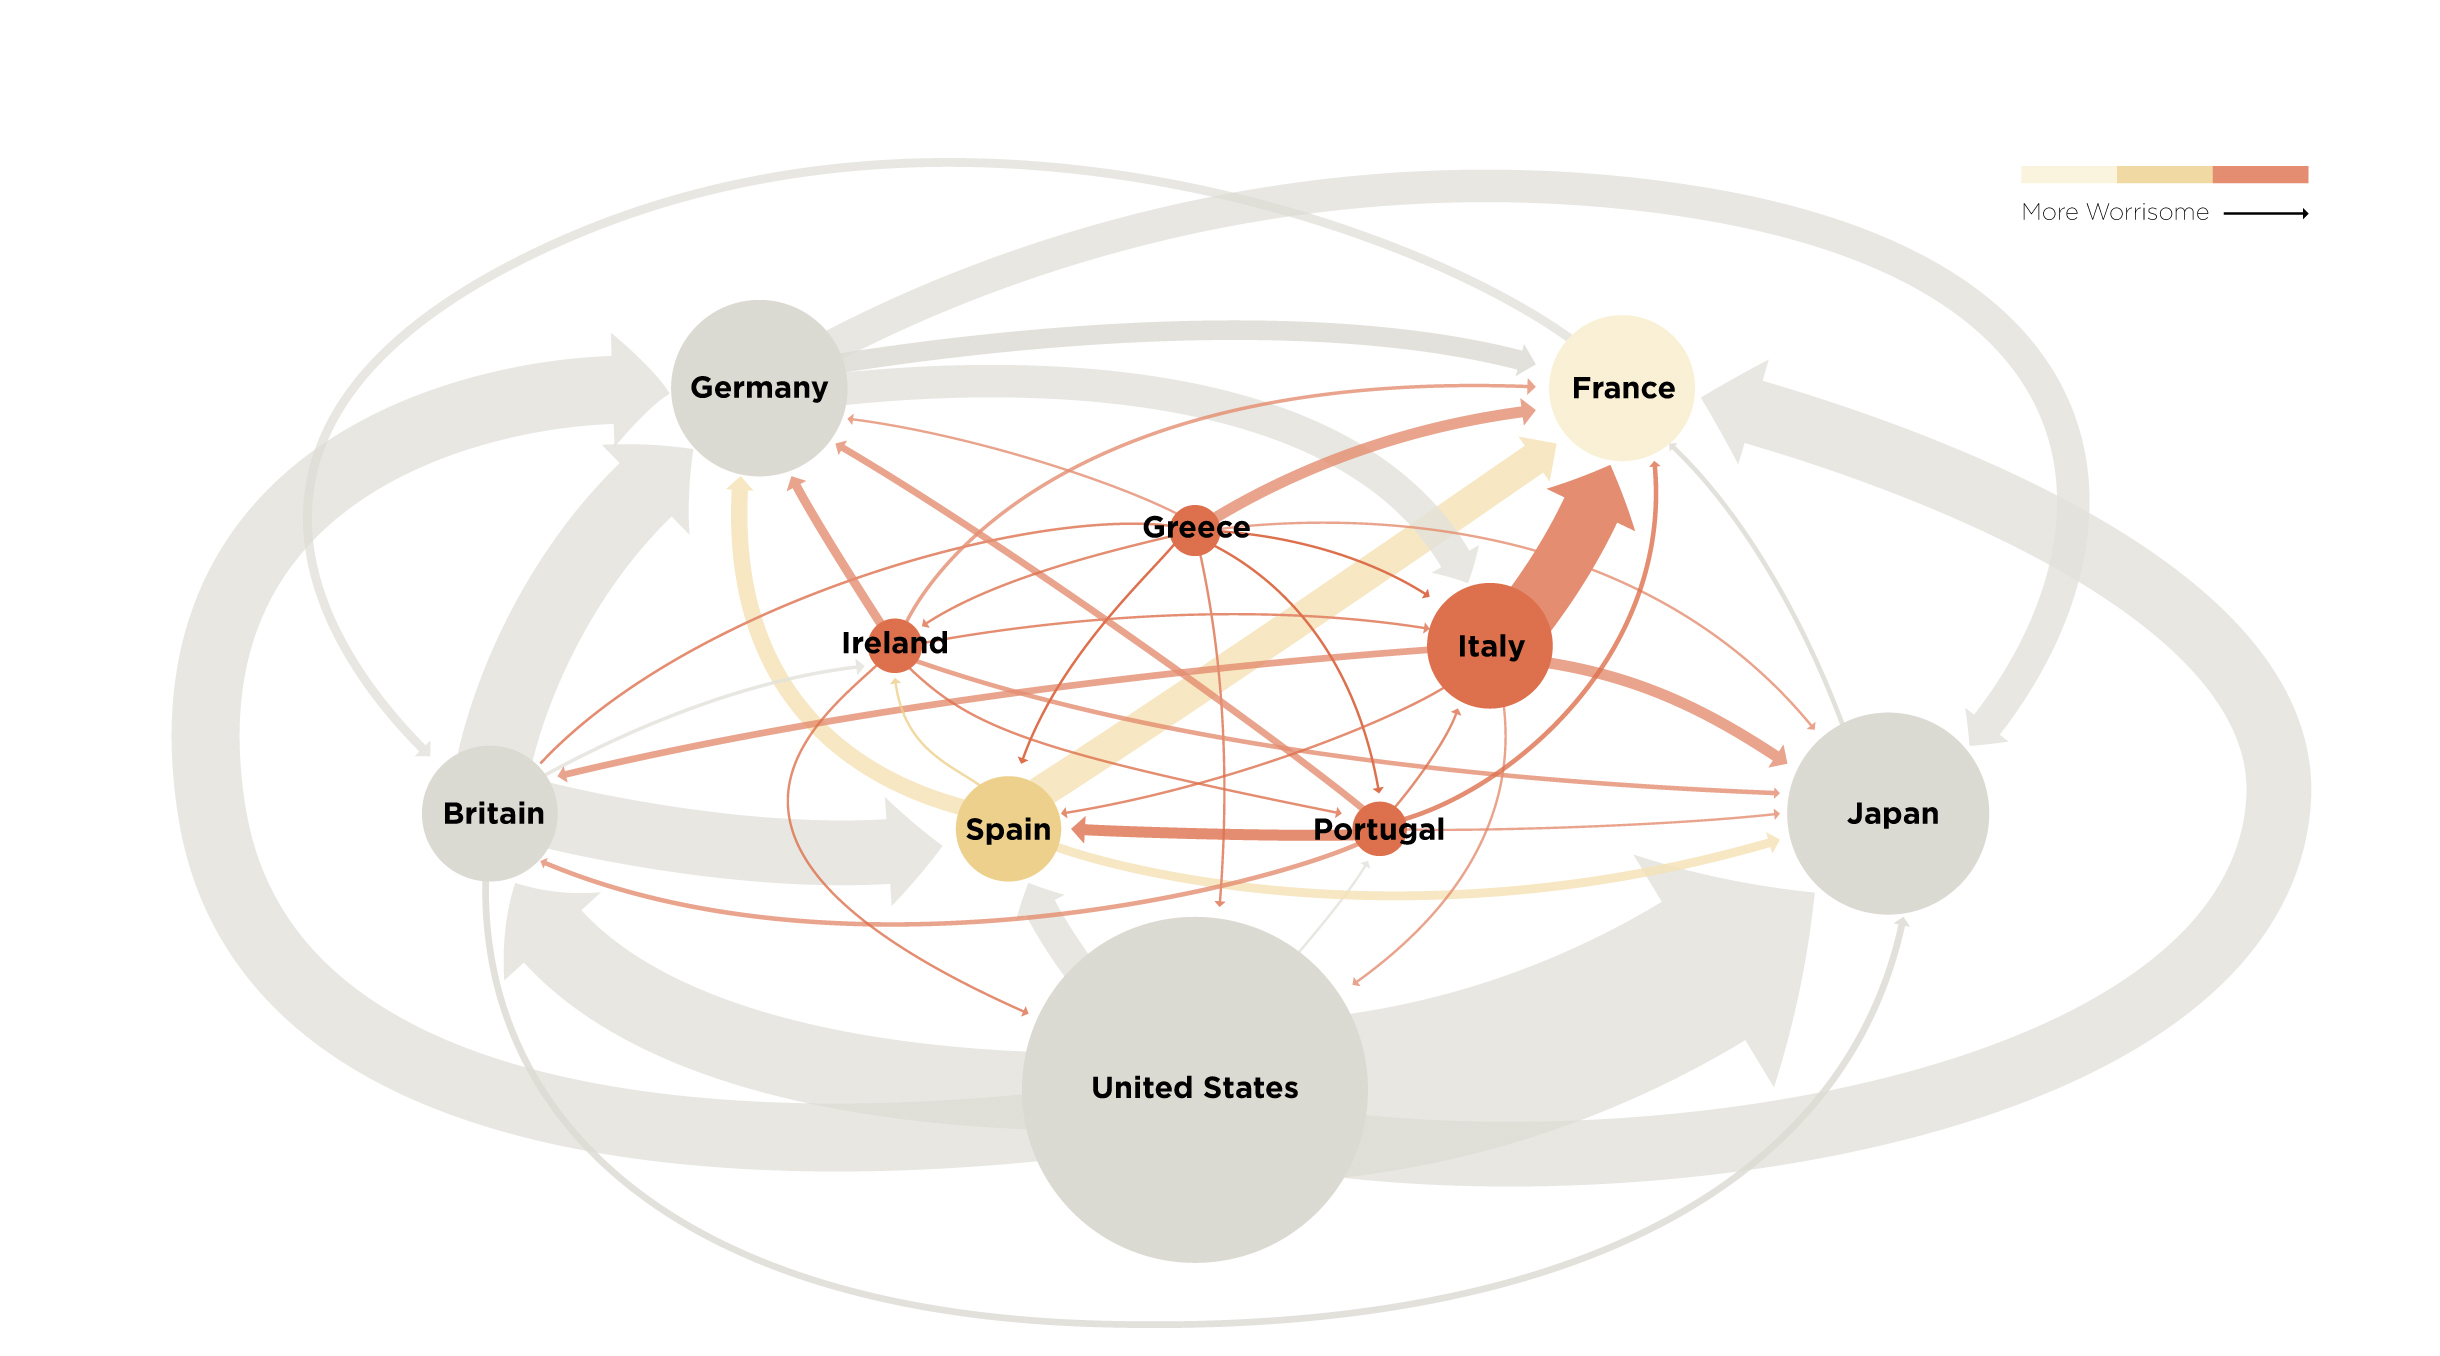 More Worrisome
Germany
France
Greece
Ireland
Italy
Britain
Spain
Portugal
Japan
United States